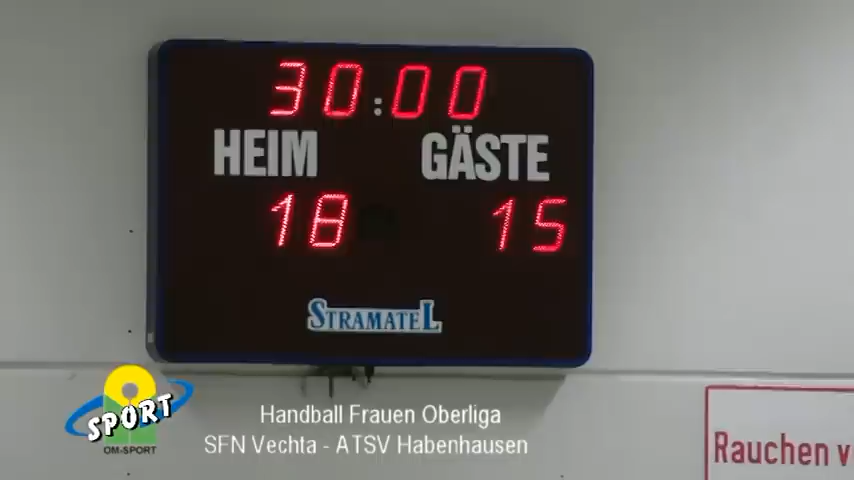 30:00
HEIM GÄSTE
18 15
STRAMATEL
SPORT
OM-SPORT
Handball Frauen Oberliga
SFN Vechta - ATSV Habenhausen
Rauchen